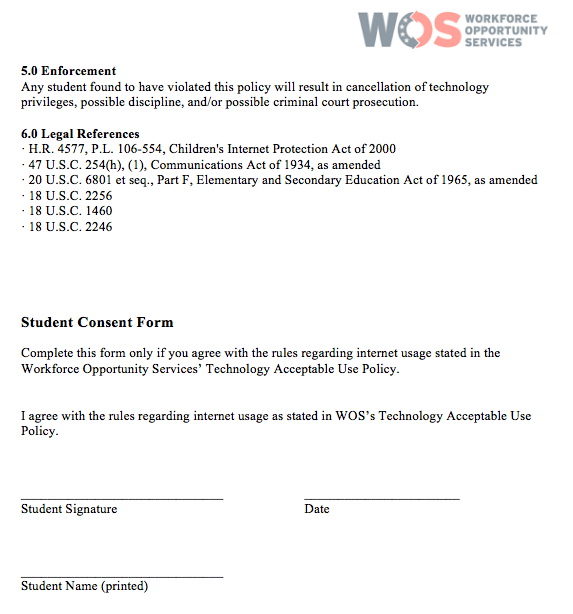 WOS WORKFORCE
OPPORTUNITY
SERVICES
5.0 Enforcement
Any student found to have violated this policy will result in cancellation of technology
privileges, possible discipline, and/or possible criminal court prosecution.
6.0 Legal References
· H.R. 4577, P.L. 106-554, Children's Internet Protection Act of 2000
· 47 U.S.C. 254(h), (1), Communications Act of 1934, as amended
· 20 U.S.C. 6801 et seq., Part F, Elementary and Secondary Education Act of 1965, as amended
· 18 U.S.C. 2256
· 18 U.S.C. 1460
· 18 U.S.C. 2246
Student Consent Form
Complete this form only if you agree with the rules regarding internet usage stated in the
Workforce Opportunity Services’ Technology Acceptable Use Policy.
I agree with the rules regarding internet usage as stated in WOS’s Technology Acceptable Use
Policy.
Student Signature
Date
Student Name (printed)